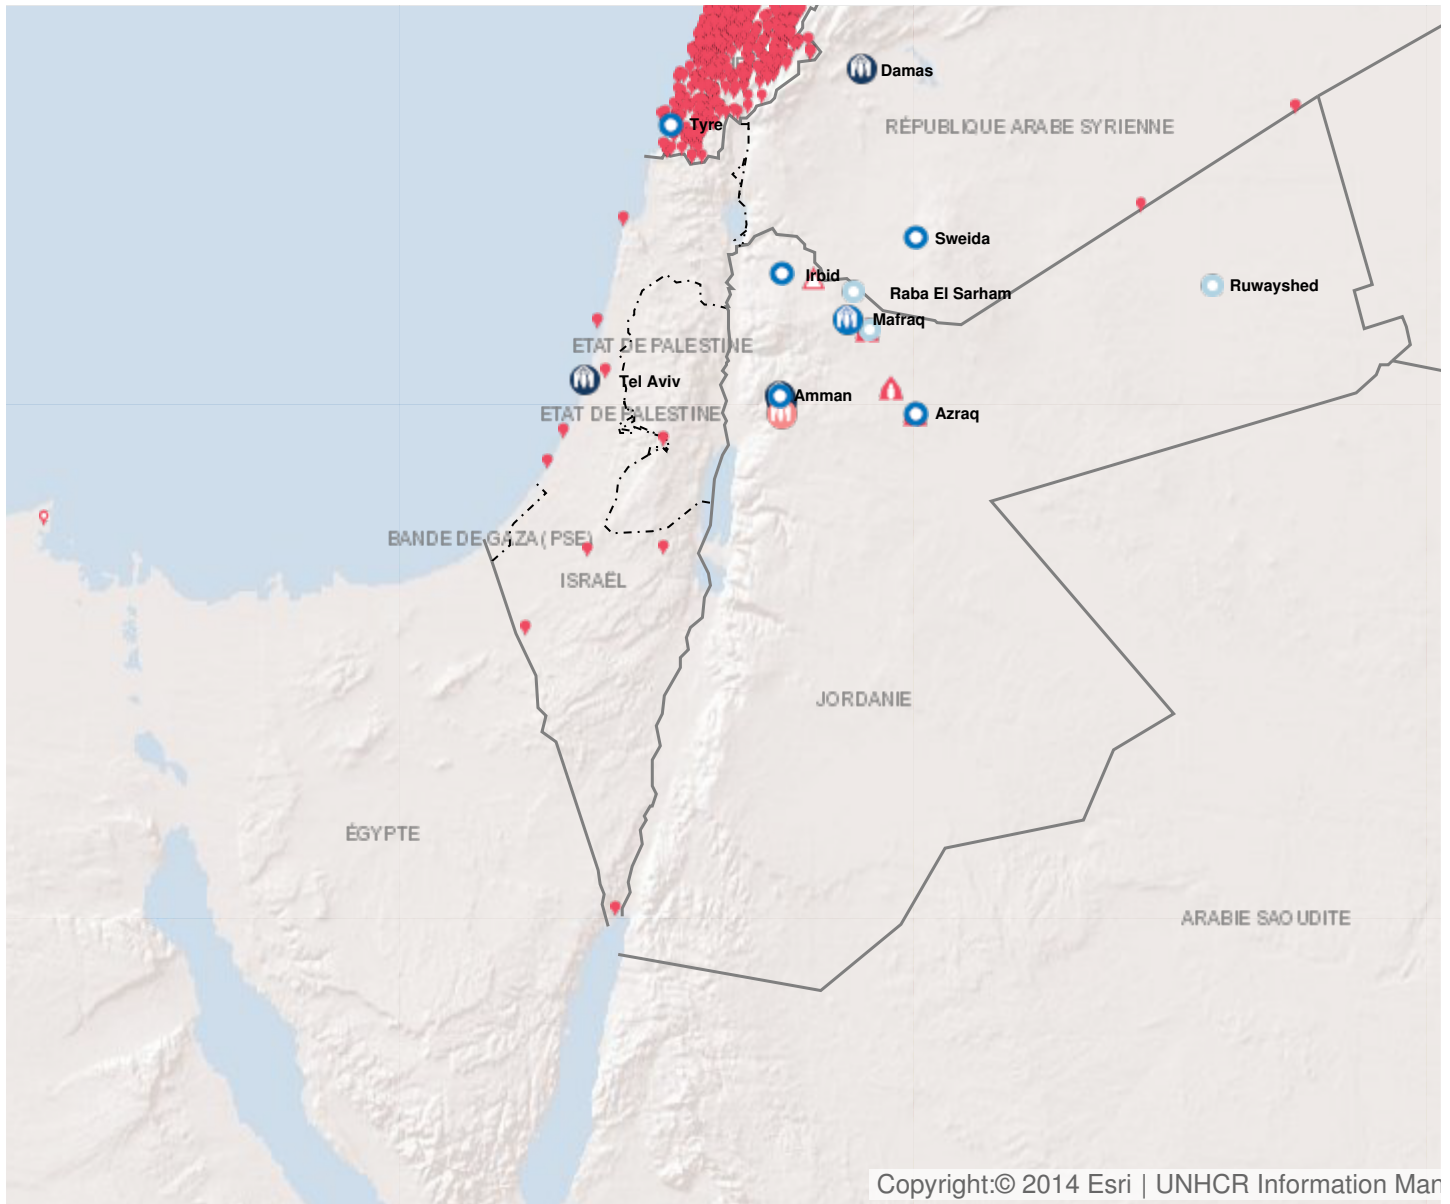 Damas
RÉPUBLIQUE ARABE SYRIENNE
Tyre
Sweida
Irbid
Raba El Sarham
Ruwayshed
Mafraq
ETAT DE PALESTINE
Tel Aviv
Amman
ETAT DE PALESTINE
Azraq
BANDE DE GAZA ( PSE)
ISRAËL
JORDANIE
ÉGYPTE
ARABIE SAOUDITE
Copyright:© 2014 Esri | UNHCR Information Man